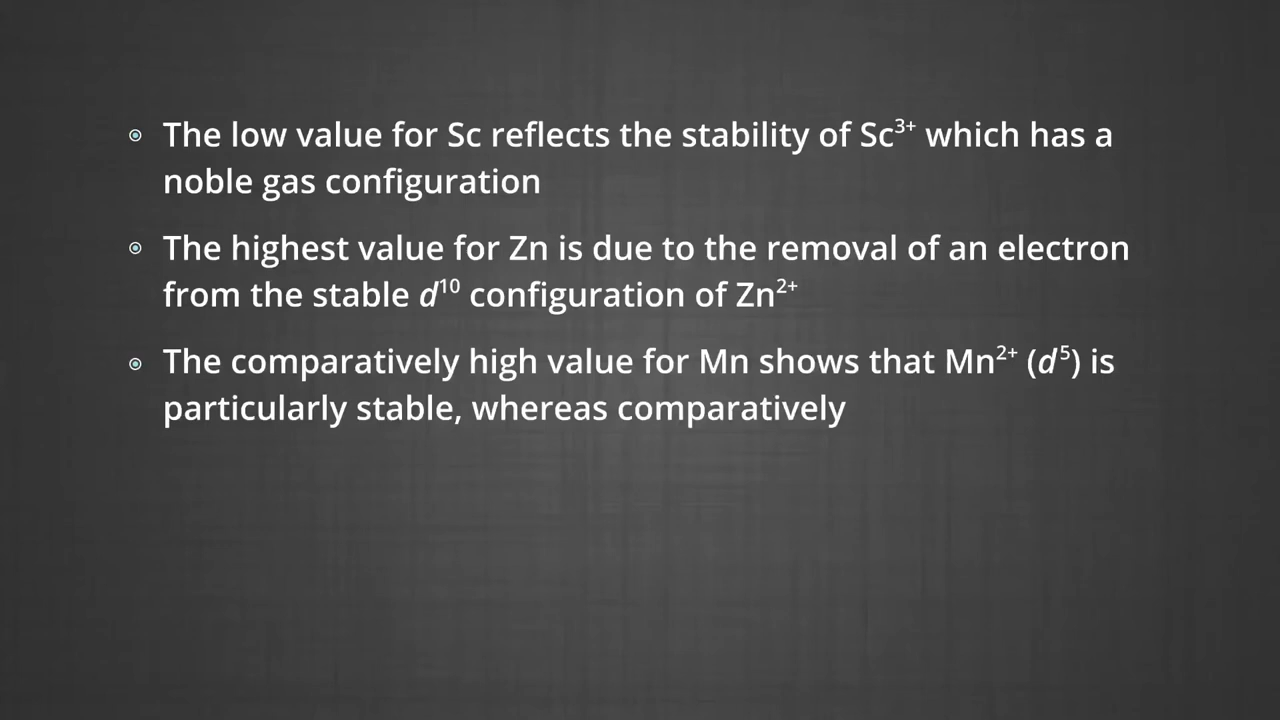 The low value for Sc reflects the stability of Sc³⁺ which has a
noble gas configuration
The highest value for Zn is due to the removal of an electron
from the stable d¹⁰ configuration of Zn²⁺
The comparatively high value for Mn shows that Mn²⁺ (d⁵) is
particularly stable, whereas comparatively